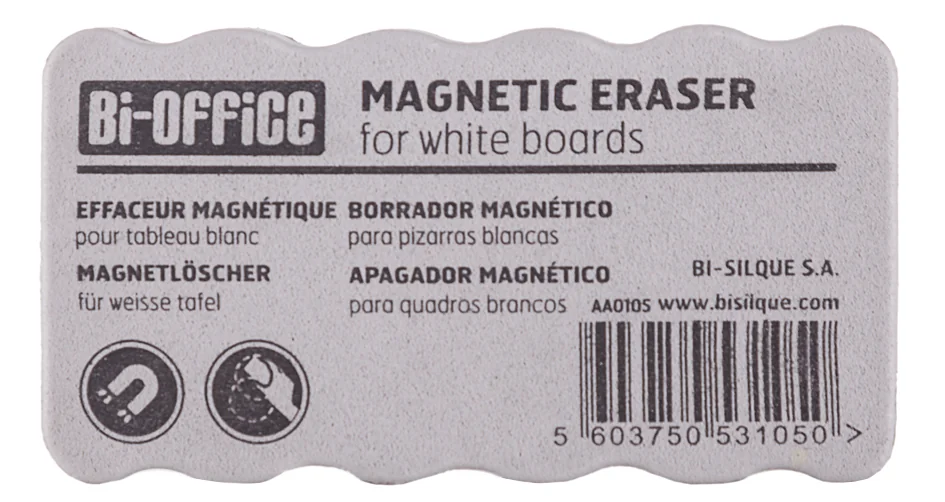 Bi-OFFiCE
MAGNETIC ERASER
for white boards
EFFACEUR MAGNÉTIQUE
pour tableau blanc
BORRADOR MAGNÉTICO
para pizarras blancas
MAGNETLÖSCHER
für weisse tafel
APAGADOR MAGNÉTICO
para quadros brancos
BI-SILQUE S.A.
AA0105 www.bisilque.com
5 603750 531050 >